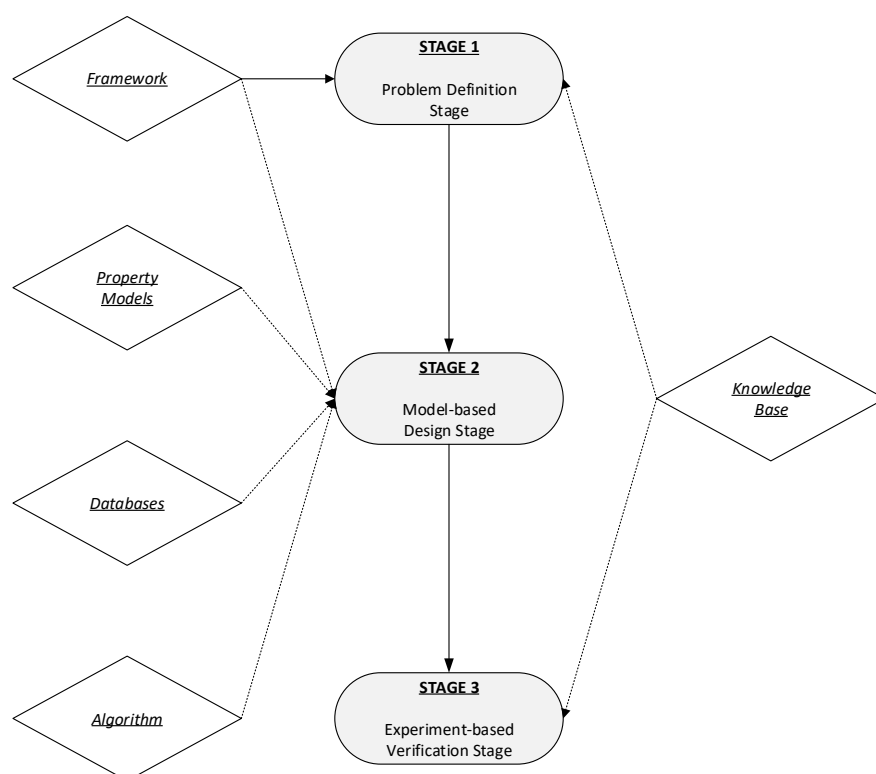 Framework
STAGE 1
Problem Definition
Stage
Property
Models
STAGE 2
Model-based
Design Stage
Knowledge
Base
Databases
Algorithm
STAGE 3
Experiment-based
Verification Stage